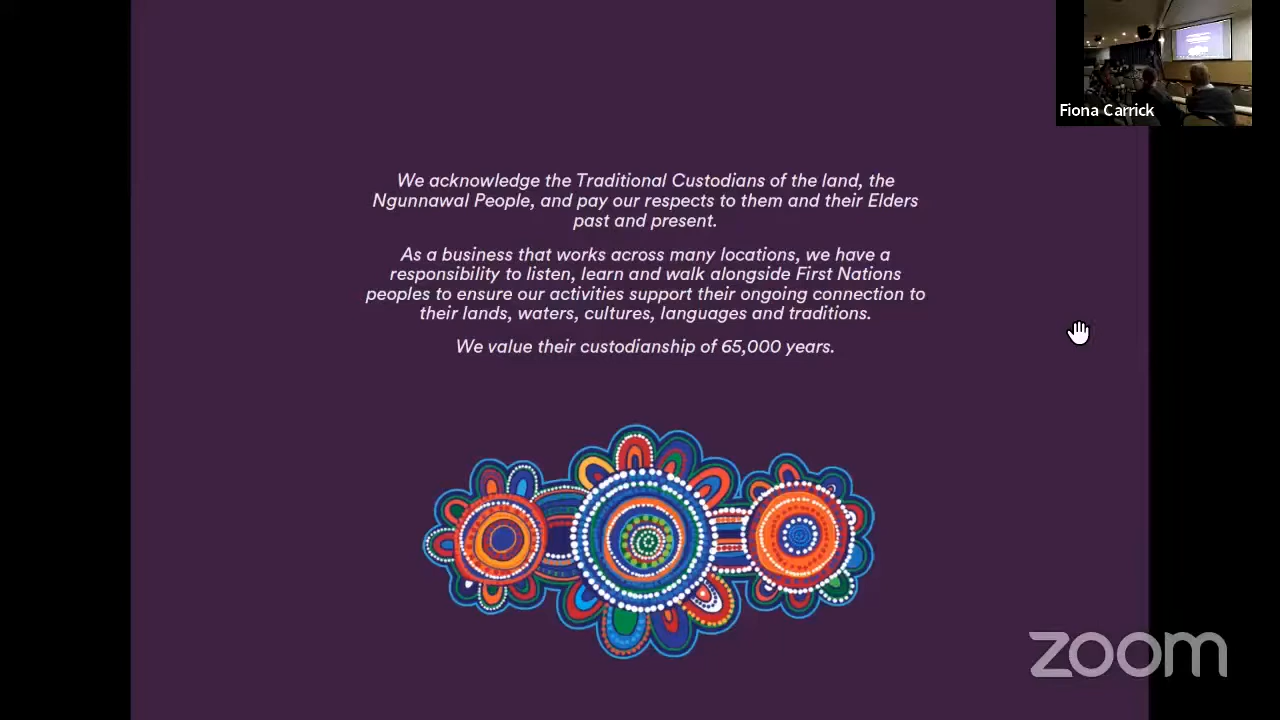 Fiona Carrick
We acknowledge the Traditional Custodians of the land, the
Ngunnawal People, and pay our respects to them and their Elders
past and present.
As a business that works across many locations, we have a
responsibility to listen, learn and walk alongside First Nations
peoples to ensure our activities support their ongoing connection to
their lands, waters, cultures, languages and traditions.
We value their custodianship of 65,000 years.
zoom